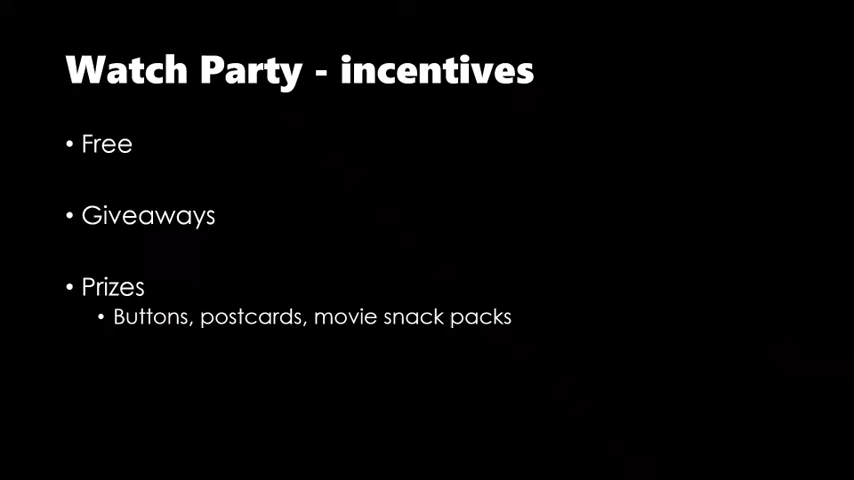 Watch Party - incentives
• Free
• Giveaways
• Prizes
• Buttons, postcards, movie snack packs